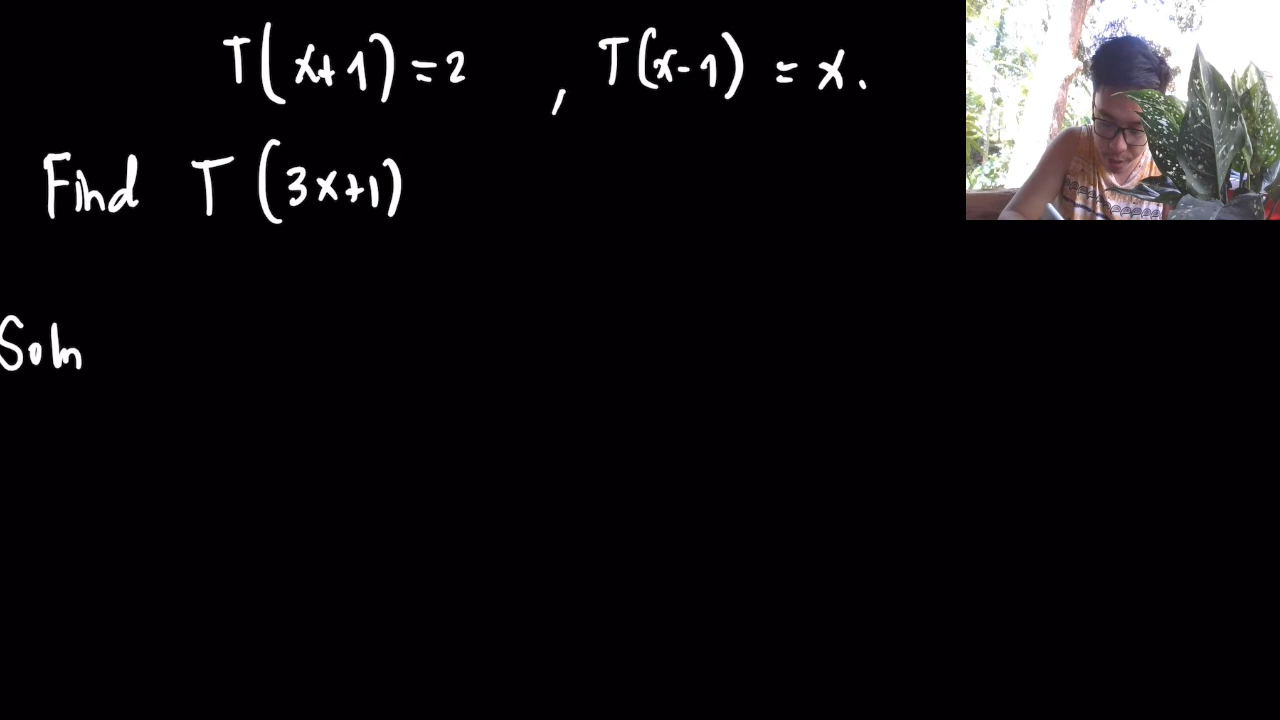 T(x+1)=2 , T(x-1) = x.
Find T (3x+1)
Soln